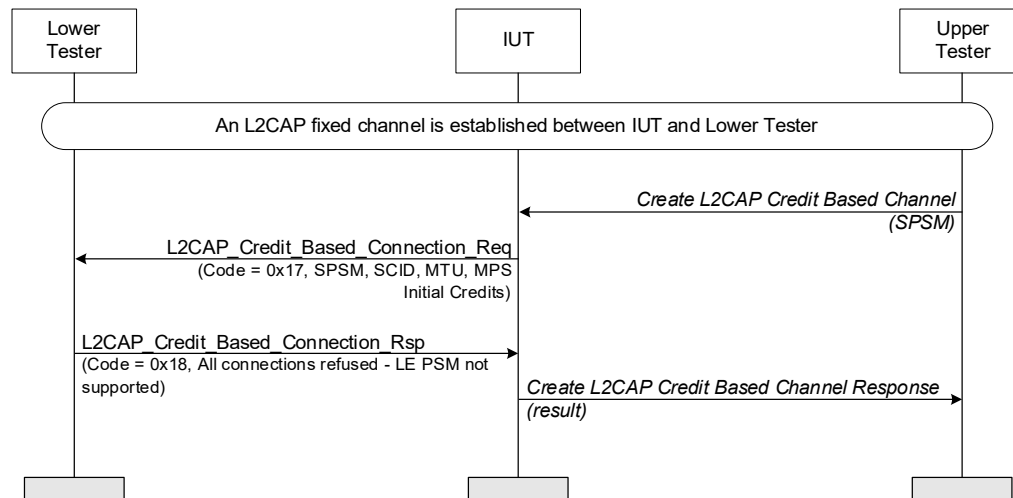 Lower
Tester
IUT
Upper
Tester
An L2CAP fixed channel is established between IUT and Lower Tester
Create L2CAP Credit Based Channel
(SPSM)
L2CAP_Credit_Based_Connection_Req
(Code = 0x17, SPSM, SCID, MTU, MPS
Initial Credits)
L2CAP_Credit_Based_Connection_Rsp
(Code = 0x18, All connections refused - LE PSM not
supported)
Create L2CAP Credit Based Channel Response
(result)